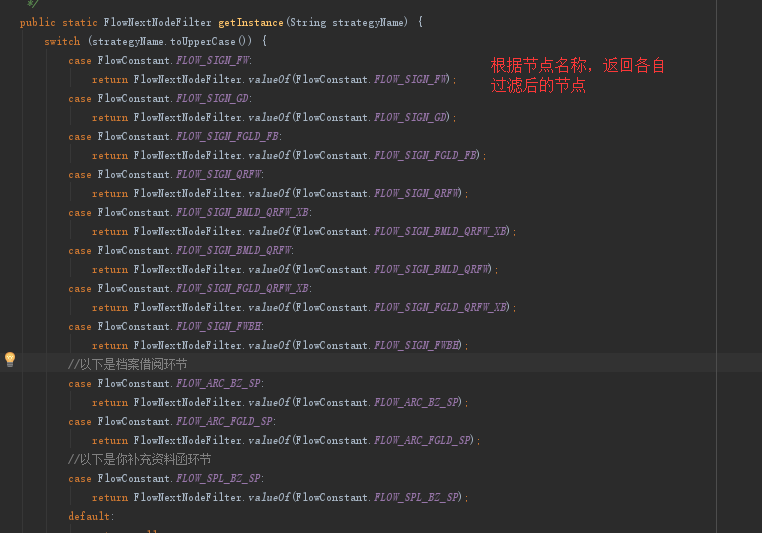 */
public static FlowNextNodeFilter getInstance(String strategyName) {
switch (strategyName.toUpperCase()) {
case FlowConstant.FLOW_SIGN_FW:
return FlowNextNodeFilter.valueOf(FlowConstant.FLOW_SIGN_FW);
case FlowConstant.FLOW_SIGN_GD:
return FlowNextNodeFilter.valueOf(FlowConstant.FLOW_SIGN_GD);
case FlowConstant.FLOW_SIGN_FGLD_FB:
return FlowNextNodeFilter.valueOf(FlowConstant.FLOW_SIGN_FGLD_FB);
case FlowConstant.FLOW_SIGN_QRFW:
return FlowNextNodeFilter.valueOf(FlowConstant.FLOW_SIGN_QRFW);
case FlowConstant.FLOW_SIGN_BMLD_QRFW_XB:
return FlowNextNodeFilter.valueOf(FlowConstant.FLOW_SIGN_BMLD_QRFW_XB);
case FlowConstant.FLOW_SIGN_BMLD_QRFW:
return FlowNextNodeFilter.valueOf(FlowConstant.FLOW_SIGN_BMLD_QRFW);
case FlowConstant.FLOW_SIGN_FGLD_QRFW_XB:
return FlowNextNodeFilter.valueOf(FlowConstant.FLOW_SIGN_FGLD_QRFW_XB);
case FlowConstant.FLOW_SIGN_FWBH:
return FlowNextNodeFilter.valueOf(FlowConstant.FLOW_SIGN_FWBH);
//以下是档案借阅环节
case FlowConstant.FLOW_ARC_BZ_SP:
return FlowNextNodeFilter.valueOf(FlowConstant.FLOW_ARC_BZ_SP);
case FlowConstant.FLOW_ARC_FGLD_SP:
return FlowNextNodeFilter.valueOf(FlowConstant.FLOW_ARC_FGLD_SP);
//以下是你补充资料函环节
case FlowConstant.FLOW_SPL_BZ_SP:
return FlowNextNodeFilter.valueOf(FlowConstant.FLOW_SPL_BZ_SP);
default:
根据节点名称，返回各自
过滤后的节点